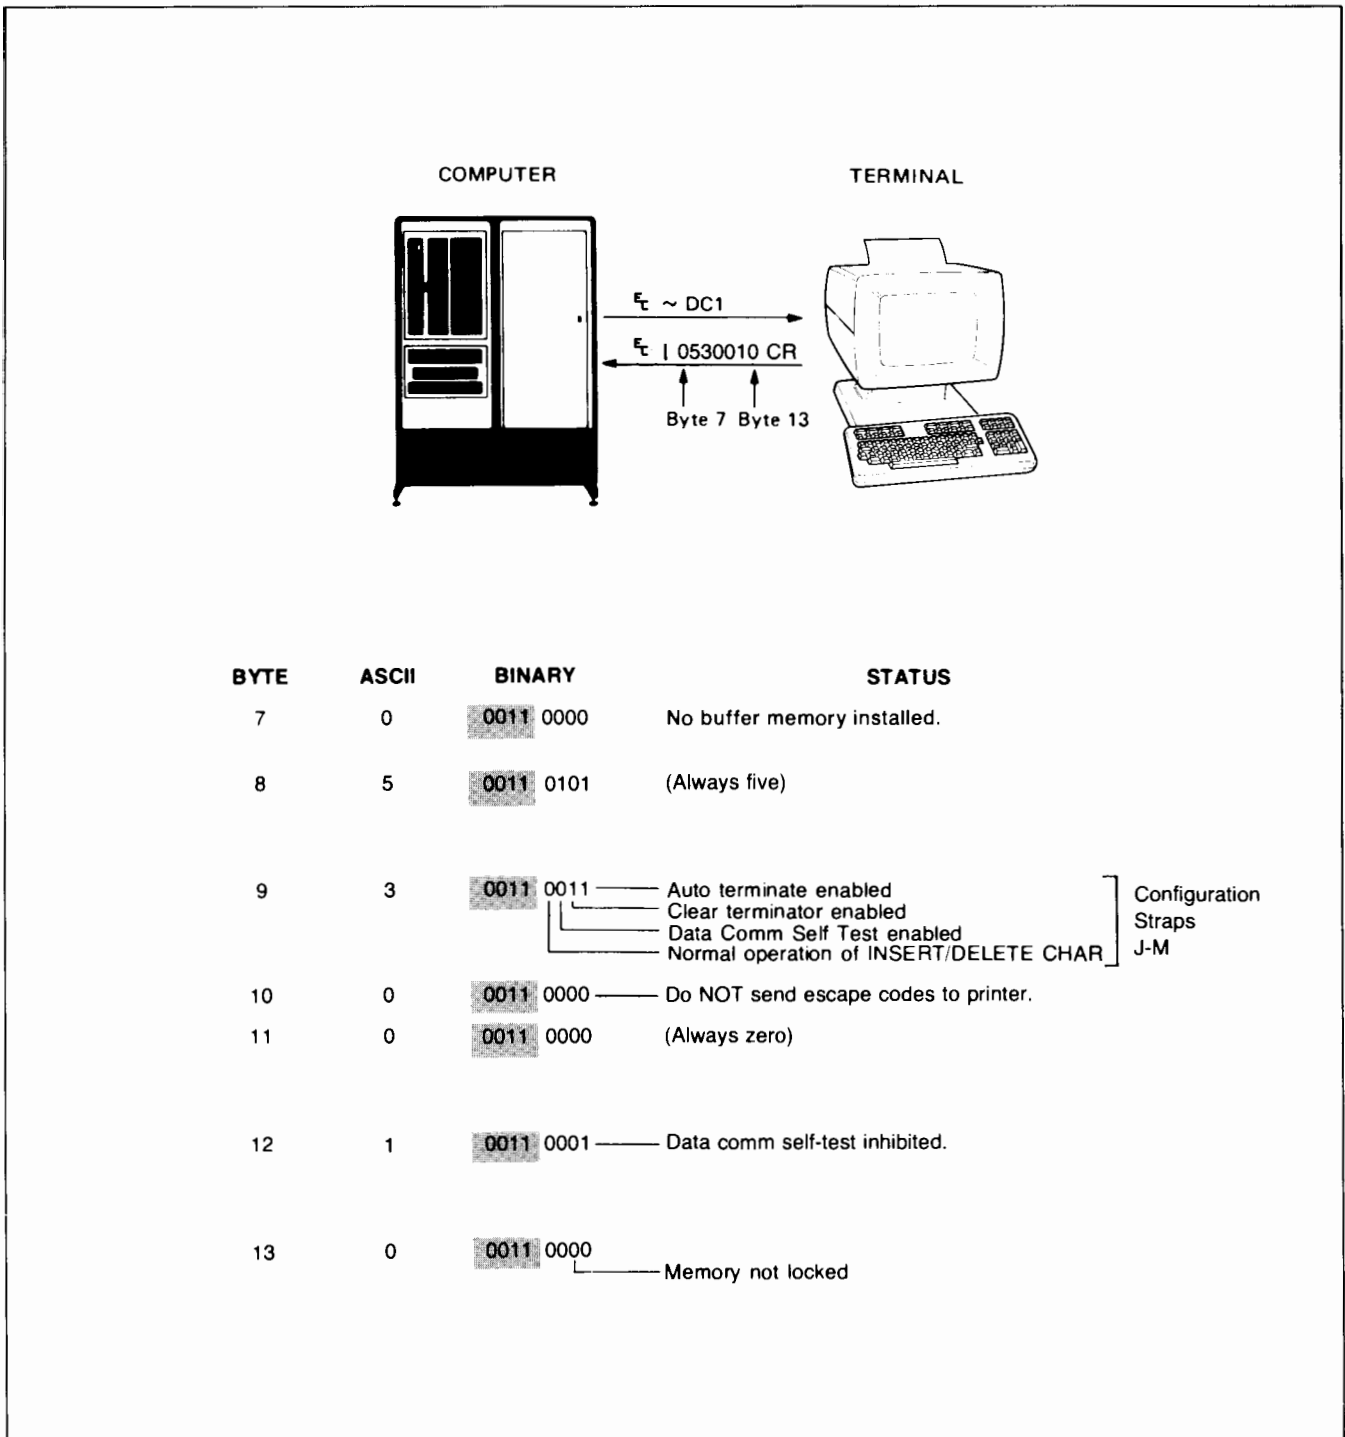 COMPUTER TERMINAL
E꜀ ~ DC1
E꜀ | 0530010 CR
Byte 7 Byte 13
BYTE ASCII BINARY STATUS
7 0 0011 0000 No buffer memory installed.
8 5 0011 0101 (Always five)
9 3 0011 0011 Auto terminate enabled
Clear terminator enabled
Data Comm Self Test enabled
Normal operation of INSERT/DELETE CHAR
Configuration
Straps
J-M
10 0 0011 0000 Do NOT send escape codes to printer.
11 0 0011 0000 (Always zero)
12 1 0011 0001 Data comm self-test inhibited.
13 0 0011 0000
Memory not locked